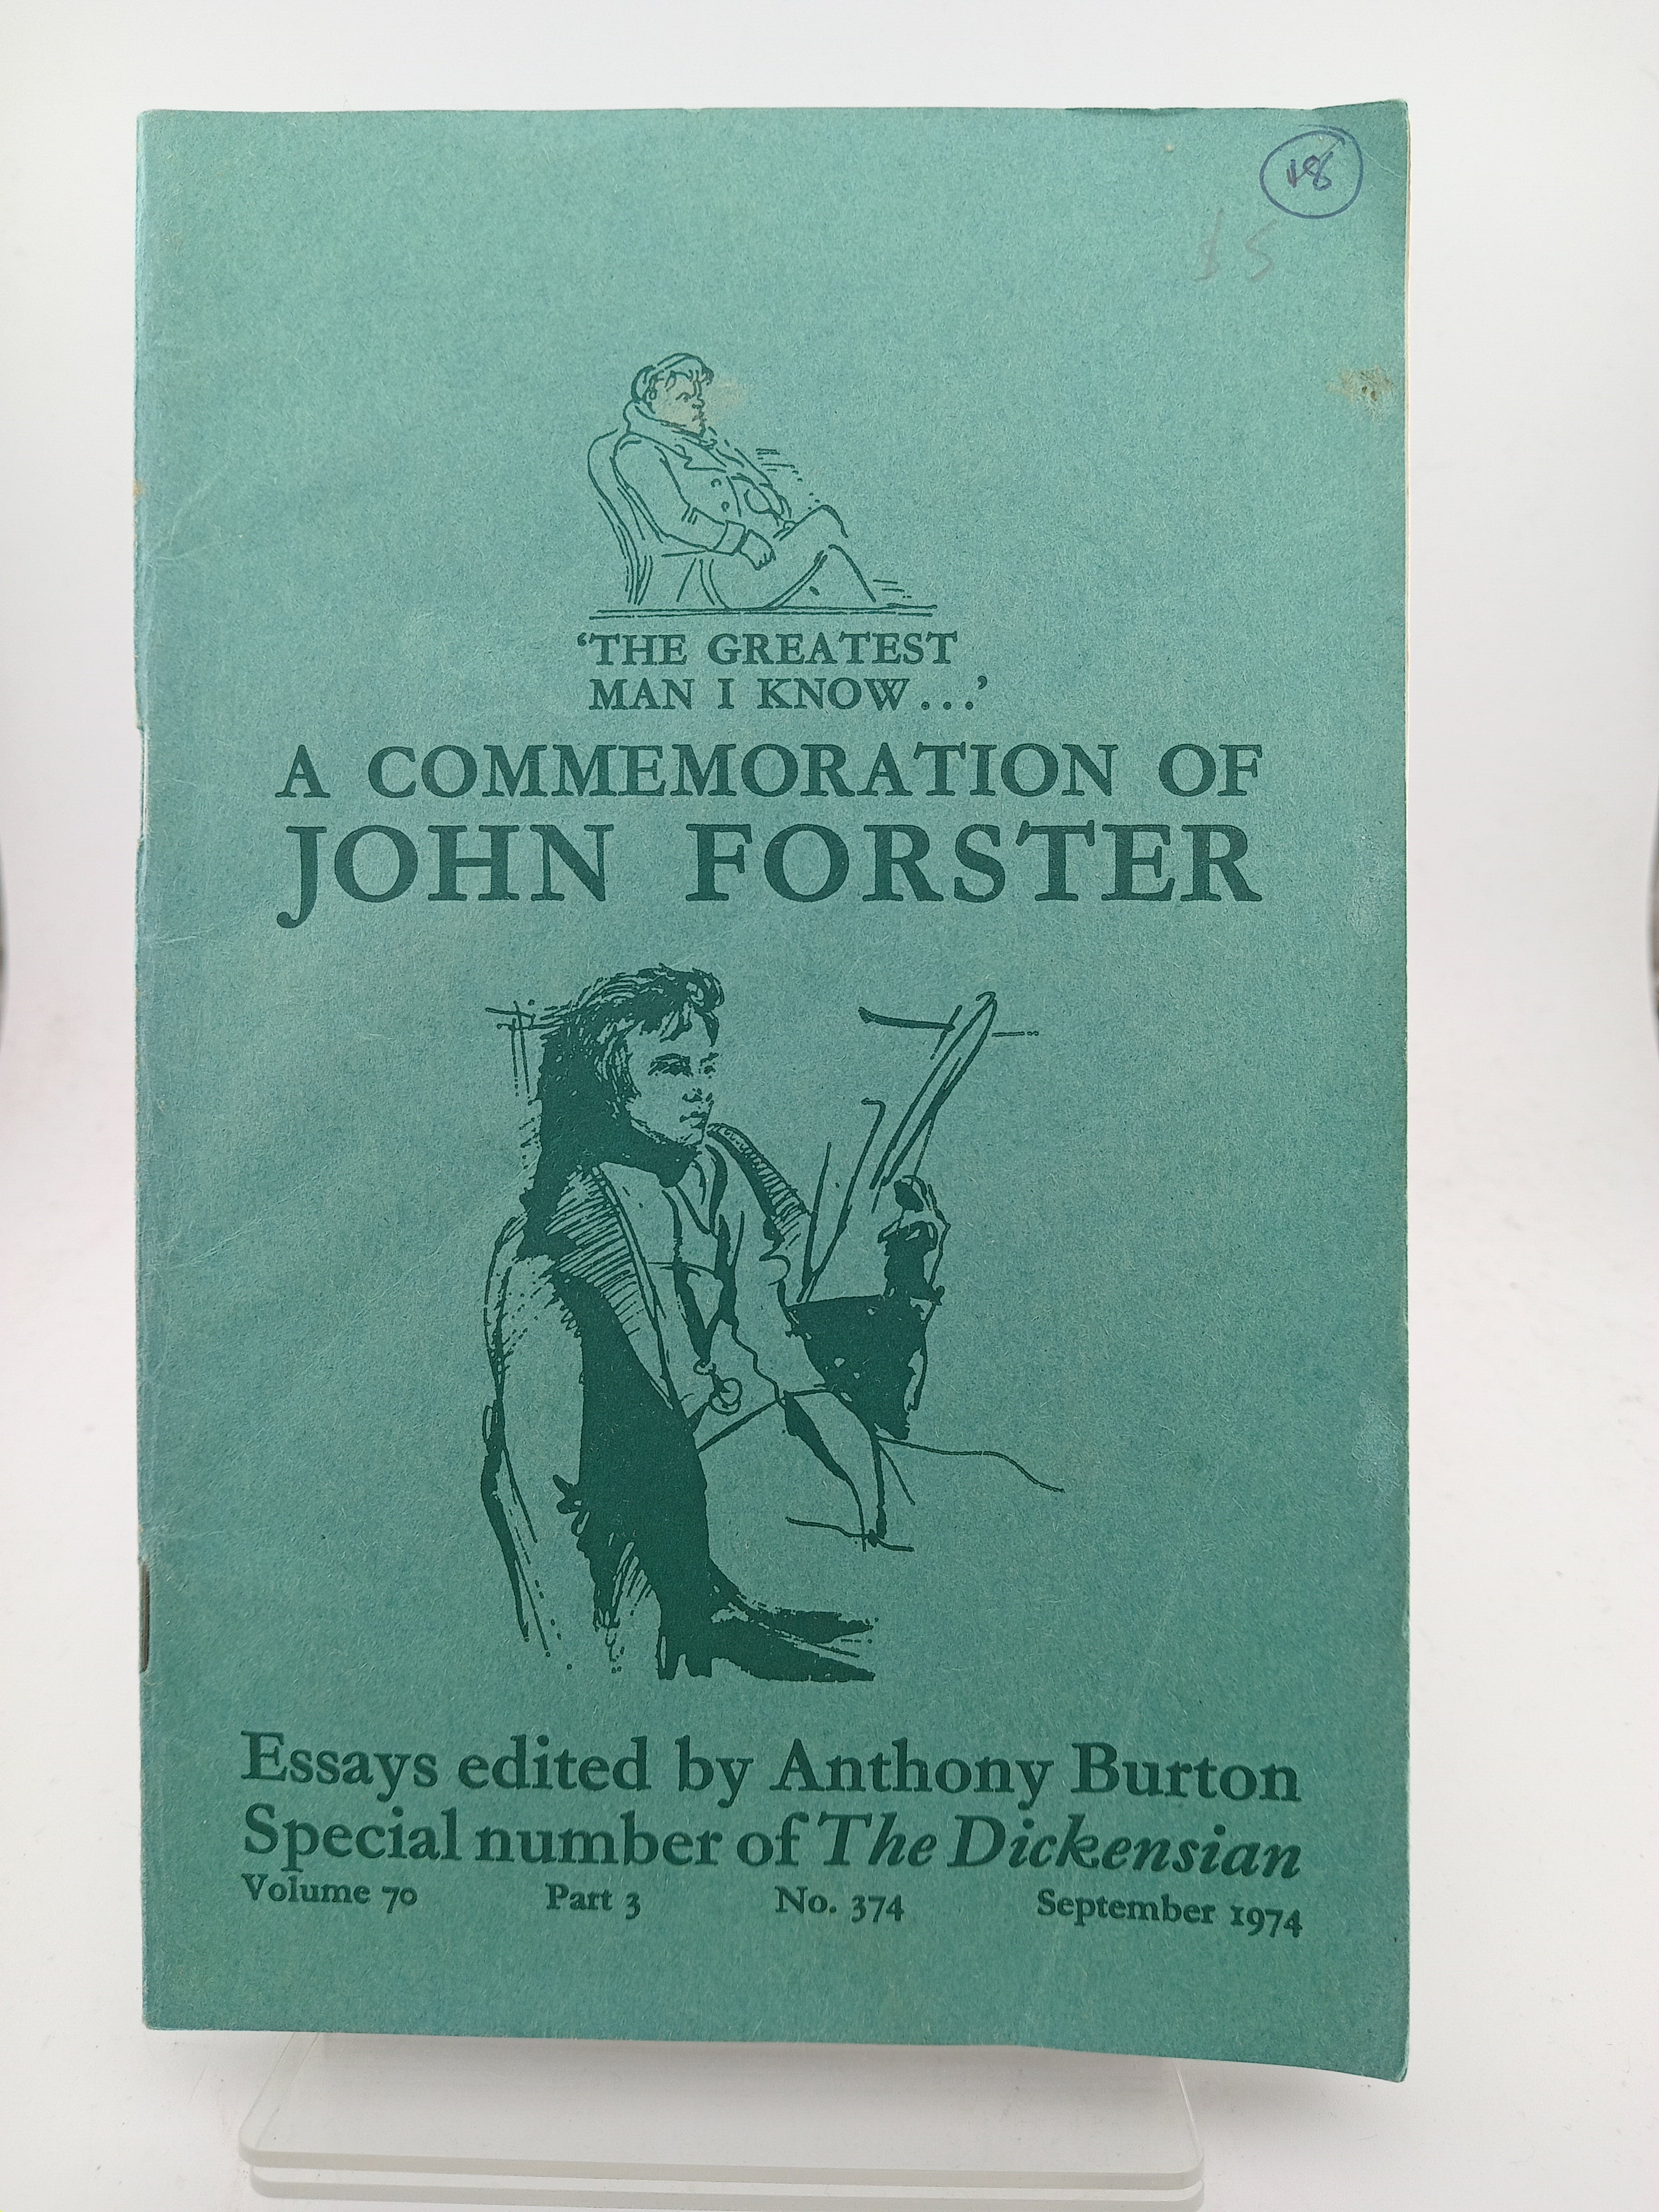 $5
'THE GREATEST
MAN I KNOW...'
A COMMEMORATION OF
JOHN FORSTER
Essays edited by Anthony Burton
Special number of The Dickensian
Volume 70 Part 3 No. 374 September 1974